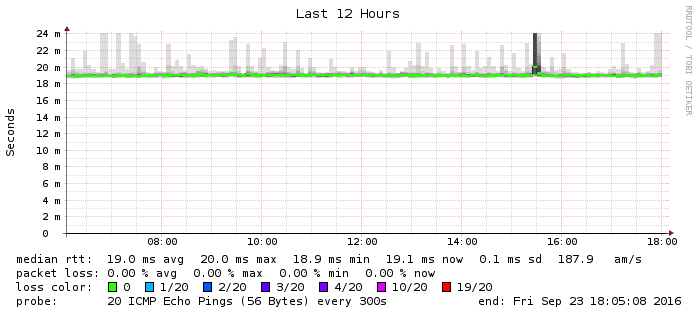 Last 12 Hours
RRDTOOL / TOBI OETIKER
Seconds
24 m
22 m
20 m
18 m
16 m
14 m
12 m
10 m
8 m
6 m
4 m
2 m
0
08:00 10:00 12:00 14:00 16:00 18:00
median rtt: 19.0 ms avg 20.0 ms max 18.9 ms min 19.1 ms now 0.1 ms sd 187.9 am/s
packet loss: 0.00 % avg 0.00 % max 0.00 % min 0.00 % now
loss color: 0 1/20 2/20 3/20 4/20 10/20 19/20
probe: 20 ICMP Echo Pings (56 Bytes) every 300s end: Fri Sep 23 18:05:08 2016